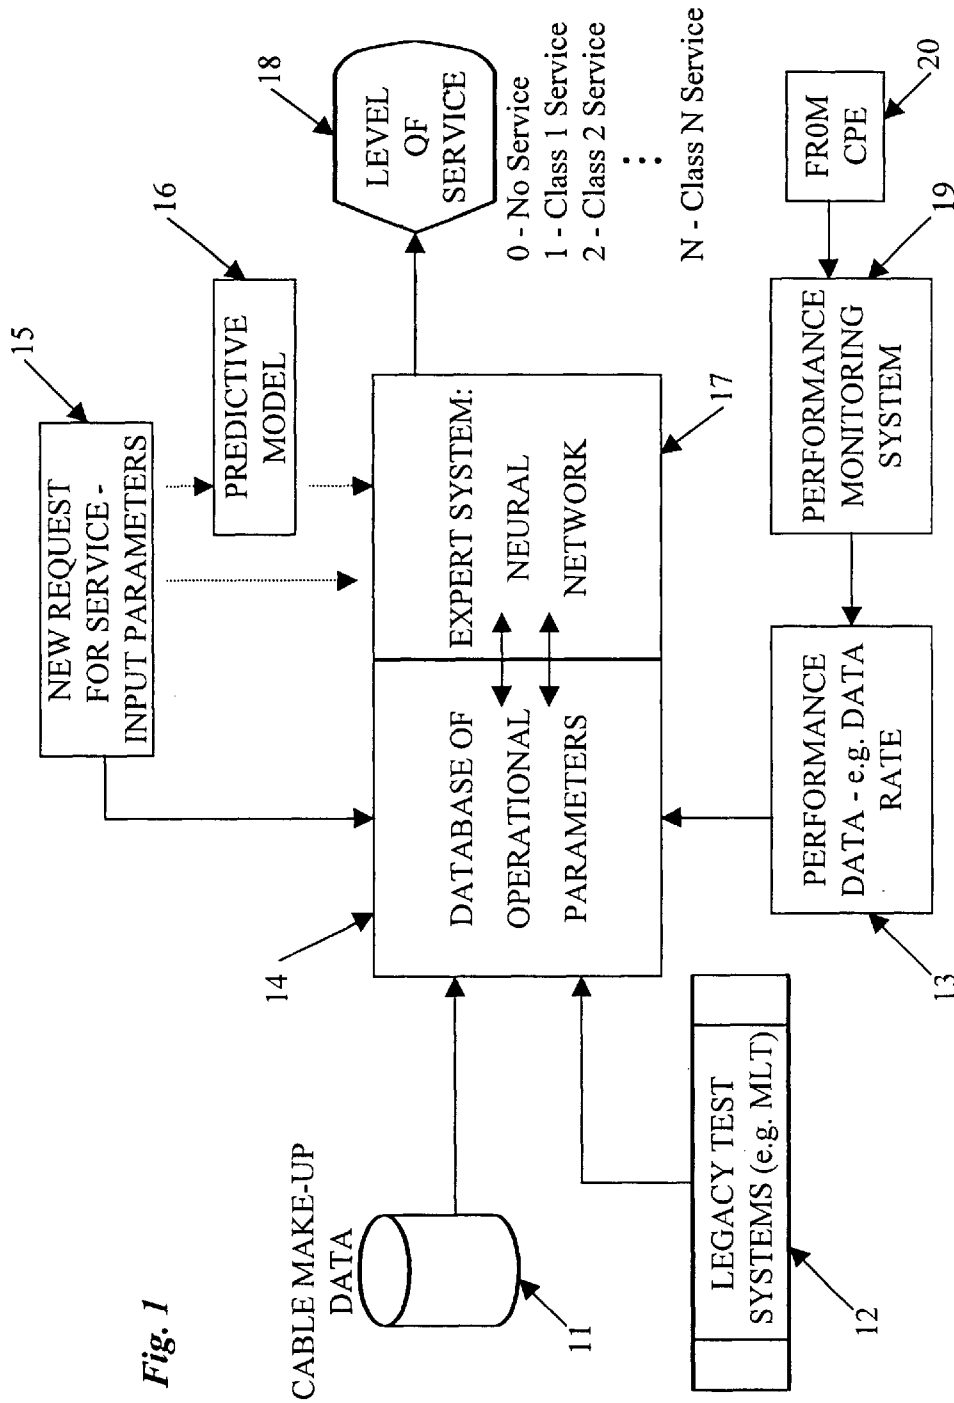 Fig. 1
CABLE MAKE-UP
DATA
11
LEGACY TEST
SYSTEMS (e.g. MLT)
12
14
DATABASE OF
OPERATIONAL
PARAMETERS
EXPERT SYSTEM:
NEURAL
NETWORK
17
NEW REQUEST
FOR SERVICE -
INPUT PARAMETERS
15
PREDICTIVE
MODEL
16
LEVEL
QF
SERVICE
18
0 - No Service
1 - Class 1 Service
2 - Class 2 Service
N - Class N Service
PERFORMANCE
DATA - e.g. DATA
RATE
13
PERFORMANCE
MONITORING
SYSTEM
19
FR0M
CPE
20